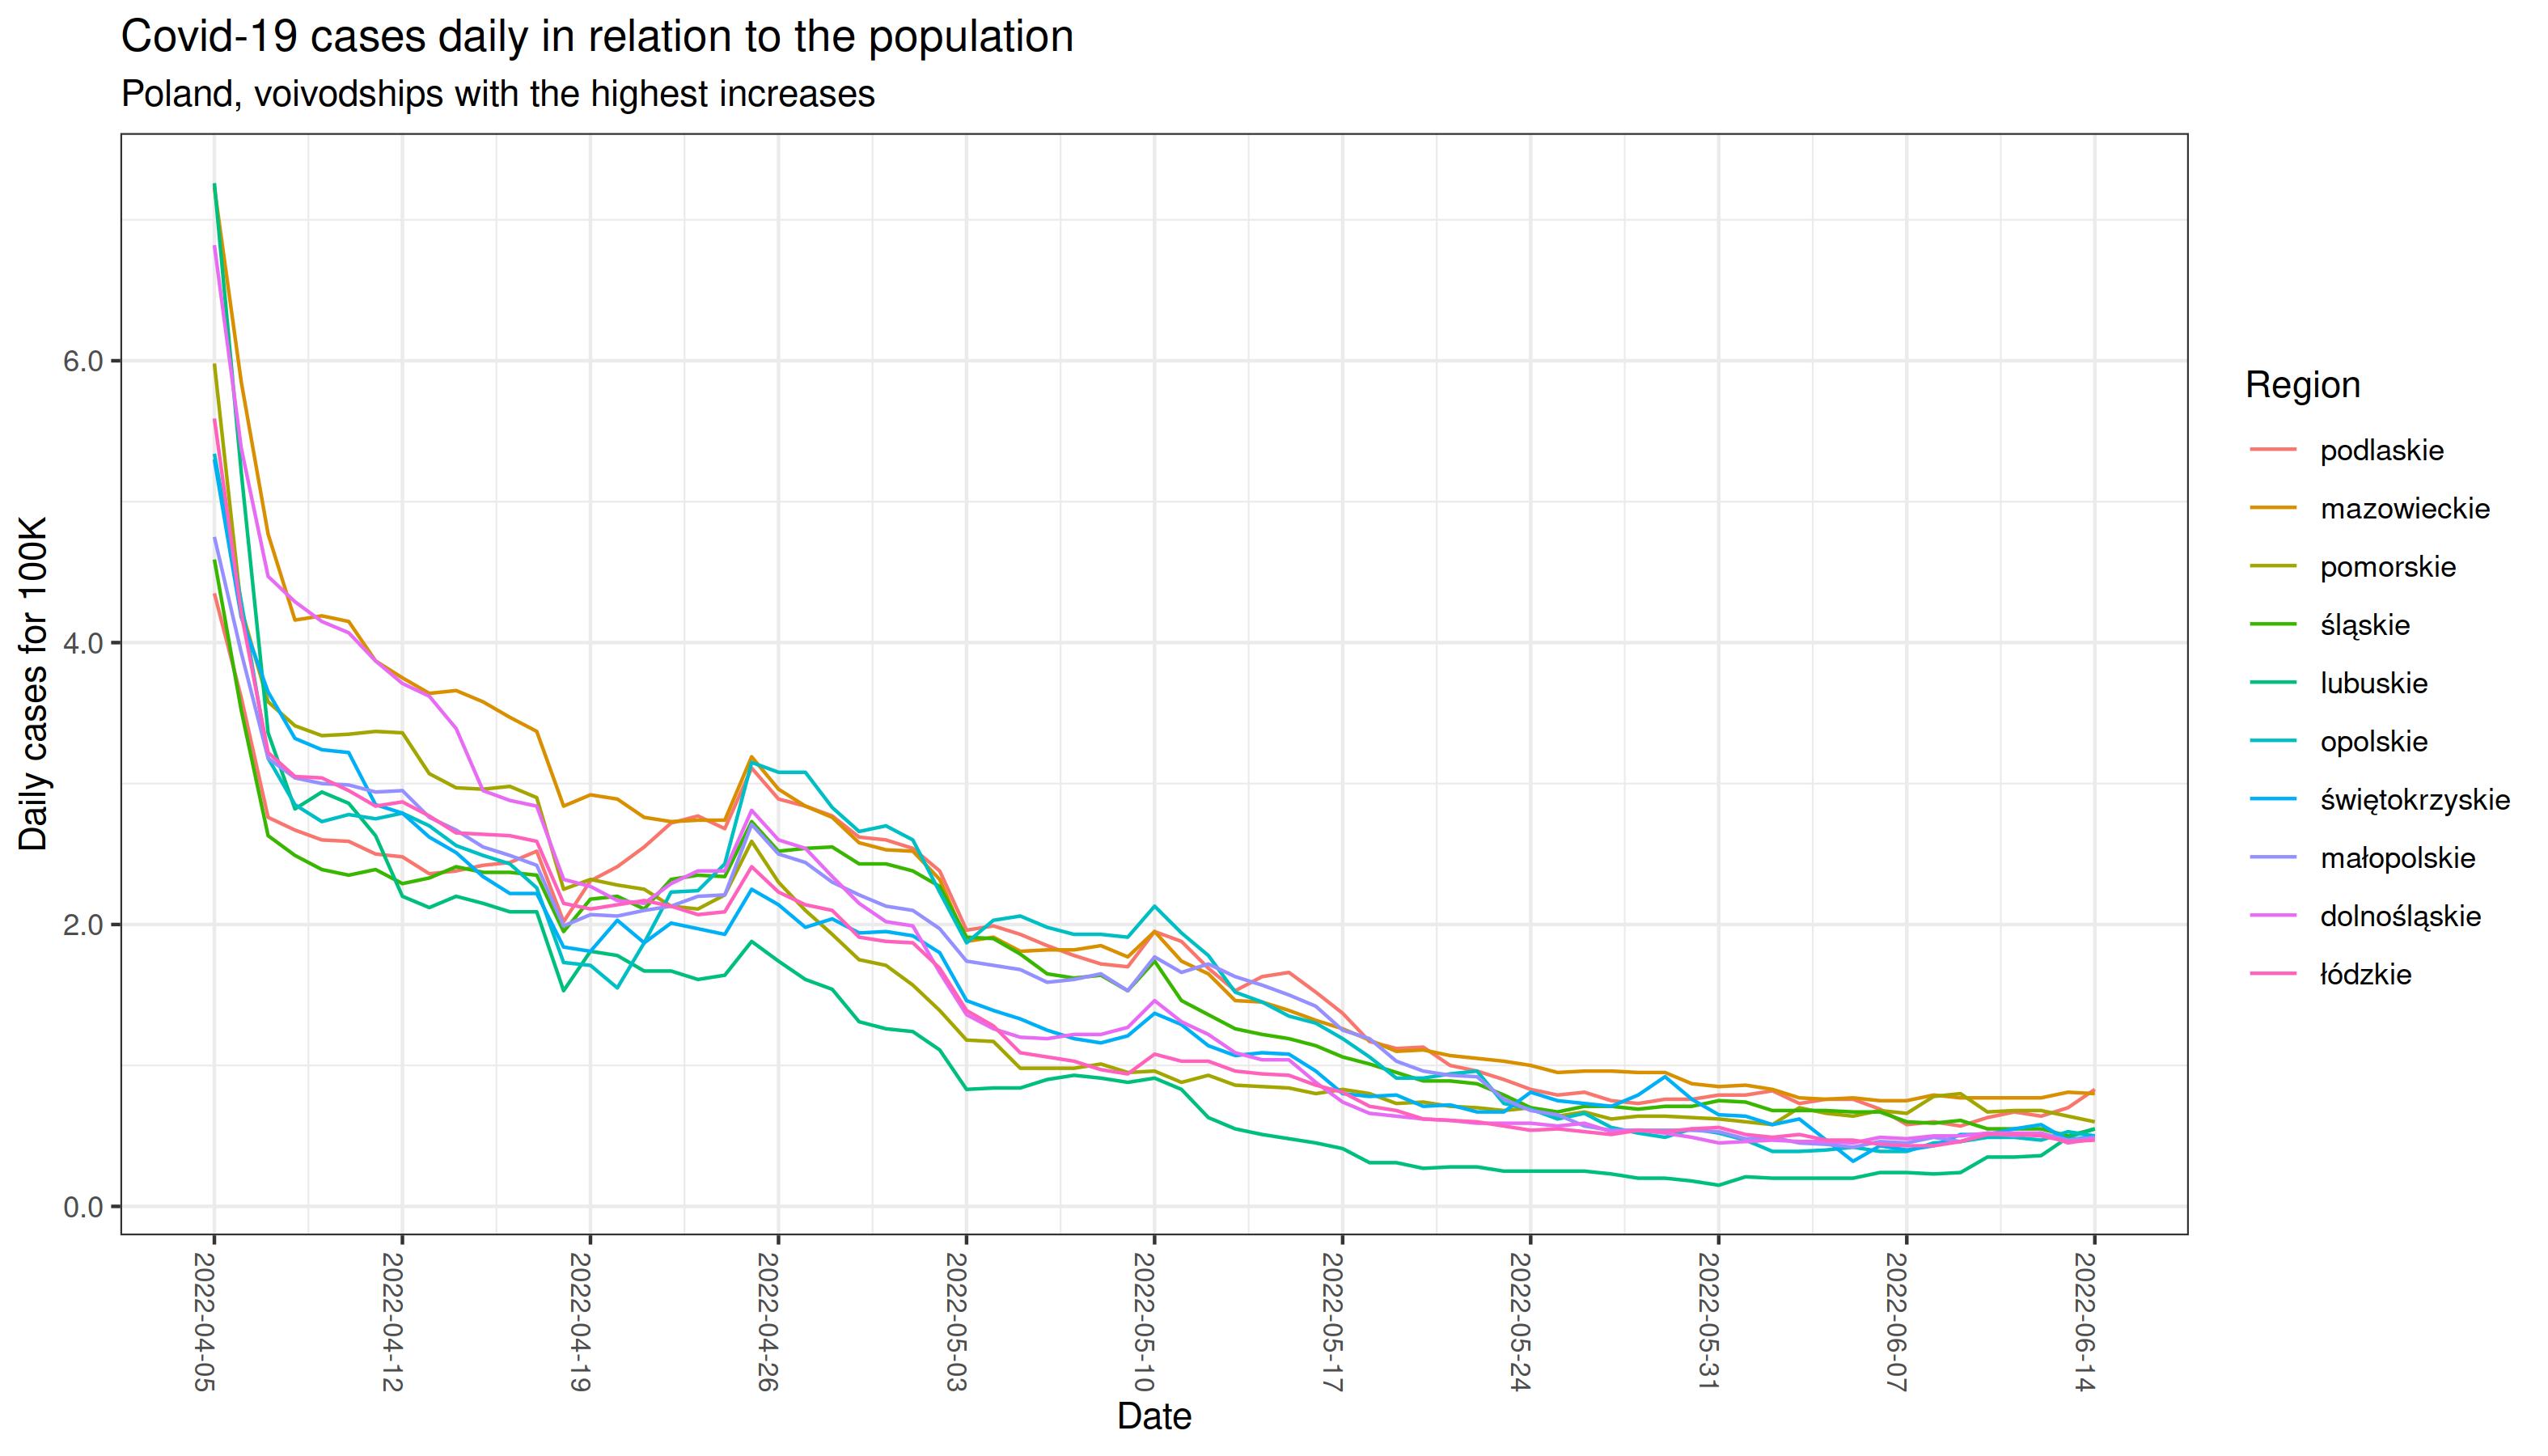 Covid-19 cases daily in relation to the population
Poland, voivodships with the highest increases
Daily cases for 100K
6.0
4.0
2.0
0.0
2022-04-05
2022-04-12
2022-04-19
2022-04-26
2022-05-03
2022-05-10
2022-05-17
2022-05-24
2022-05-31
2022-06-07
2022-06-14
Date
Region
podlaskie
mazowieckie
pomorskie
śląskie
lubuskie
opolskie
świętokrzyskie
małopolskie
dolnośląskie
łódzkie